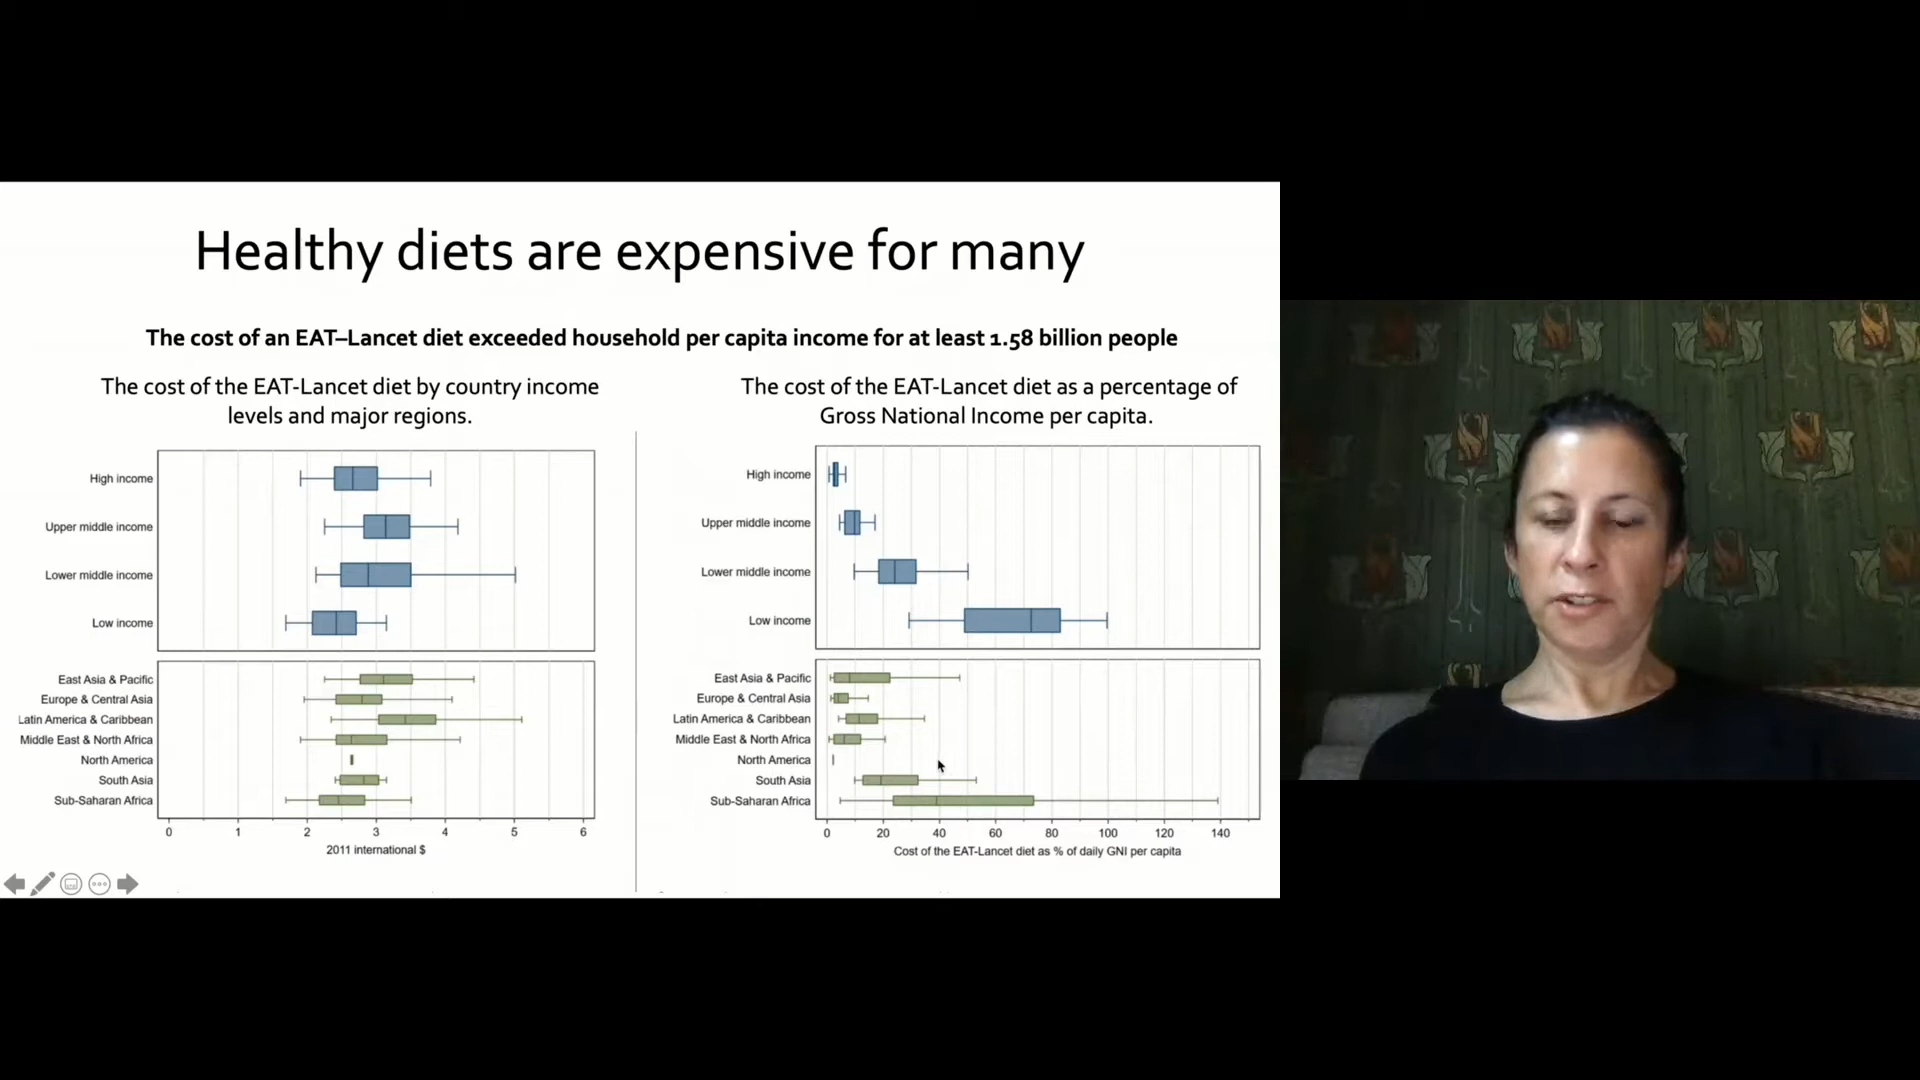 Healthy diets are expensive for many
The cost of an EAT–Lancet diet exceeded household per capita income for at least 1.58 billion people
The cost of the EAT-Lancet diet by country income
levels and major regions.
High income
Upper middle income
Lower middle income
Low income
East Asia & Pacific
Europe & Central Asia
Latin America & Caribbean
Middle East & North Africa
North America
South Asia
Sub-Saharan Africa
0 1 2 3 4 5 6
2011 international $
The cost of the EAT-Lancet diet as a percentage of
Gross National Income per capita.
High income
Upper middle income
Lower middle income
Low income
East Asia & Pacific
Europe & Central Asia
Latin America & Caribbean
Middle East & North Africa
North America
South Asia
Sub-Saharan Africa
0 20 40 60 80 100 120 140
Cost of the EAT-Lancet diet as % of daily GNI per capita